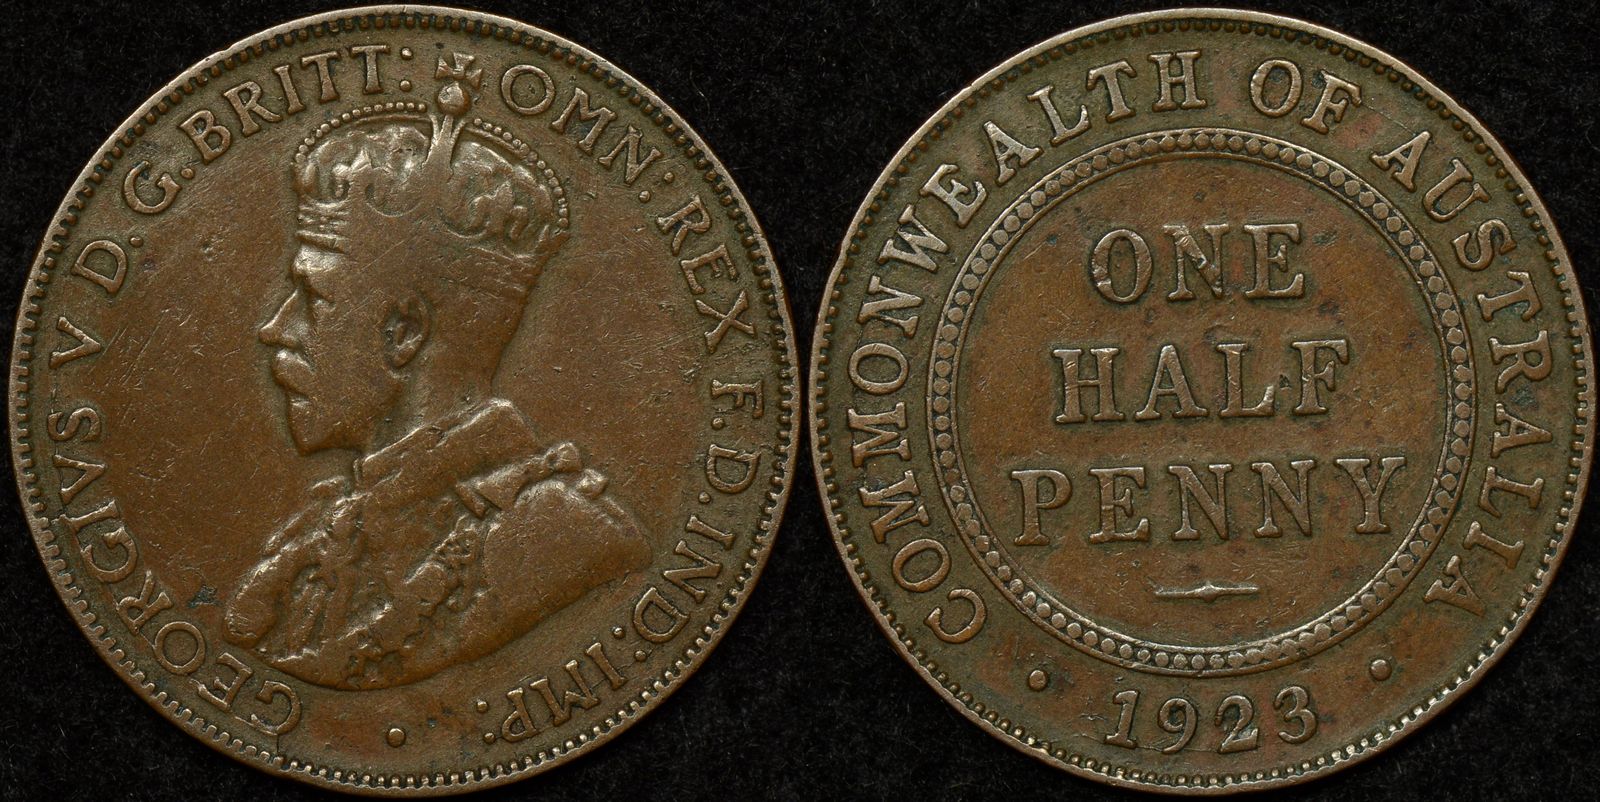 GEORGIVS V D. G. BRITT: OMN: REX F.D. IND: IMP:
COMMONWEALTH OF AUSTRALIA
ONE
HALF
PENNY
· 1923 ·